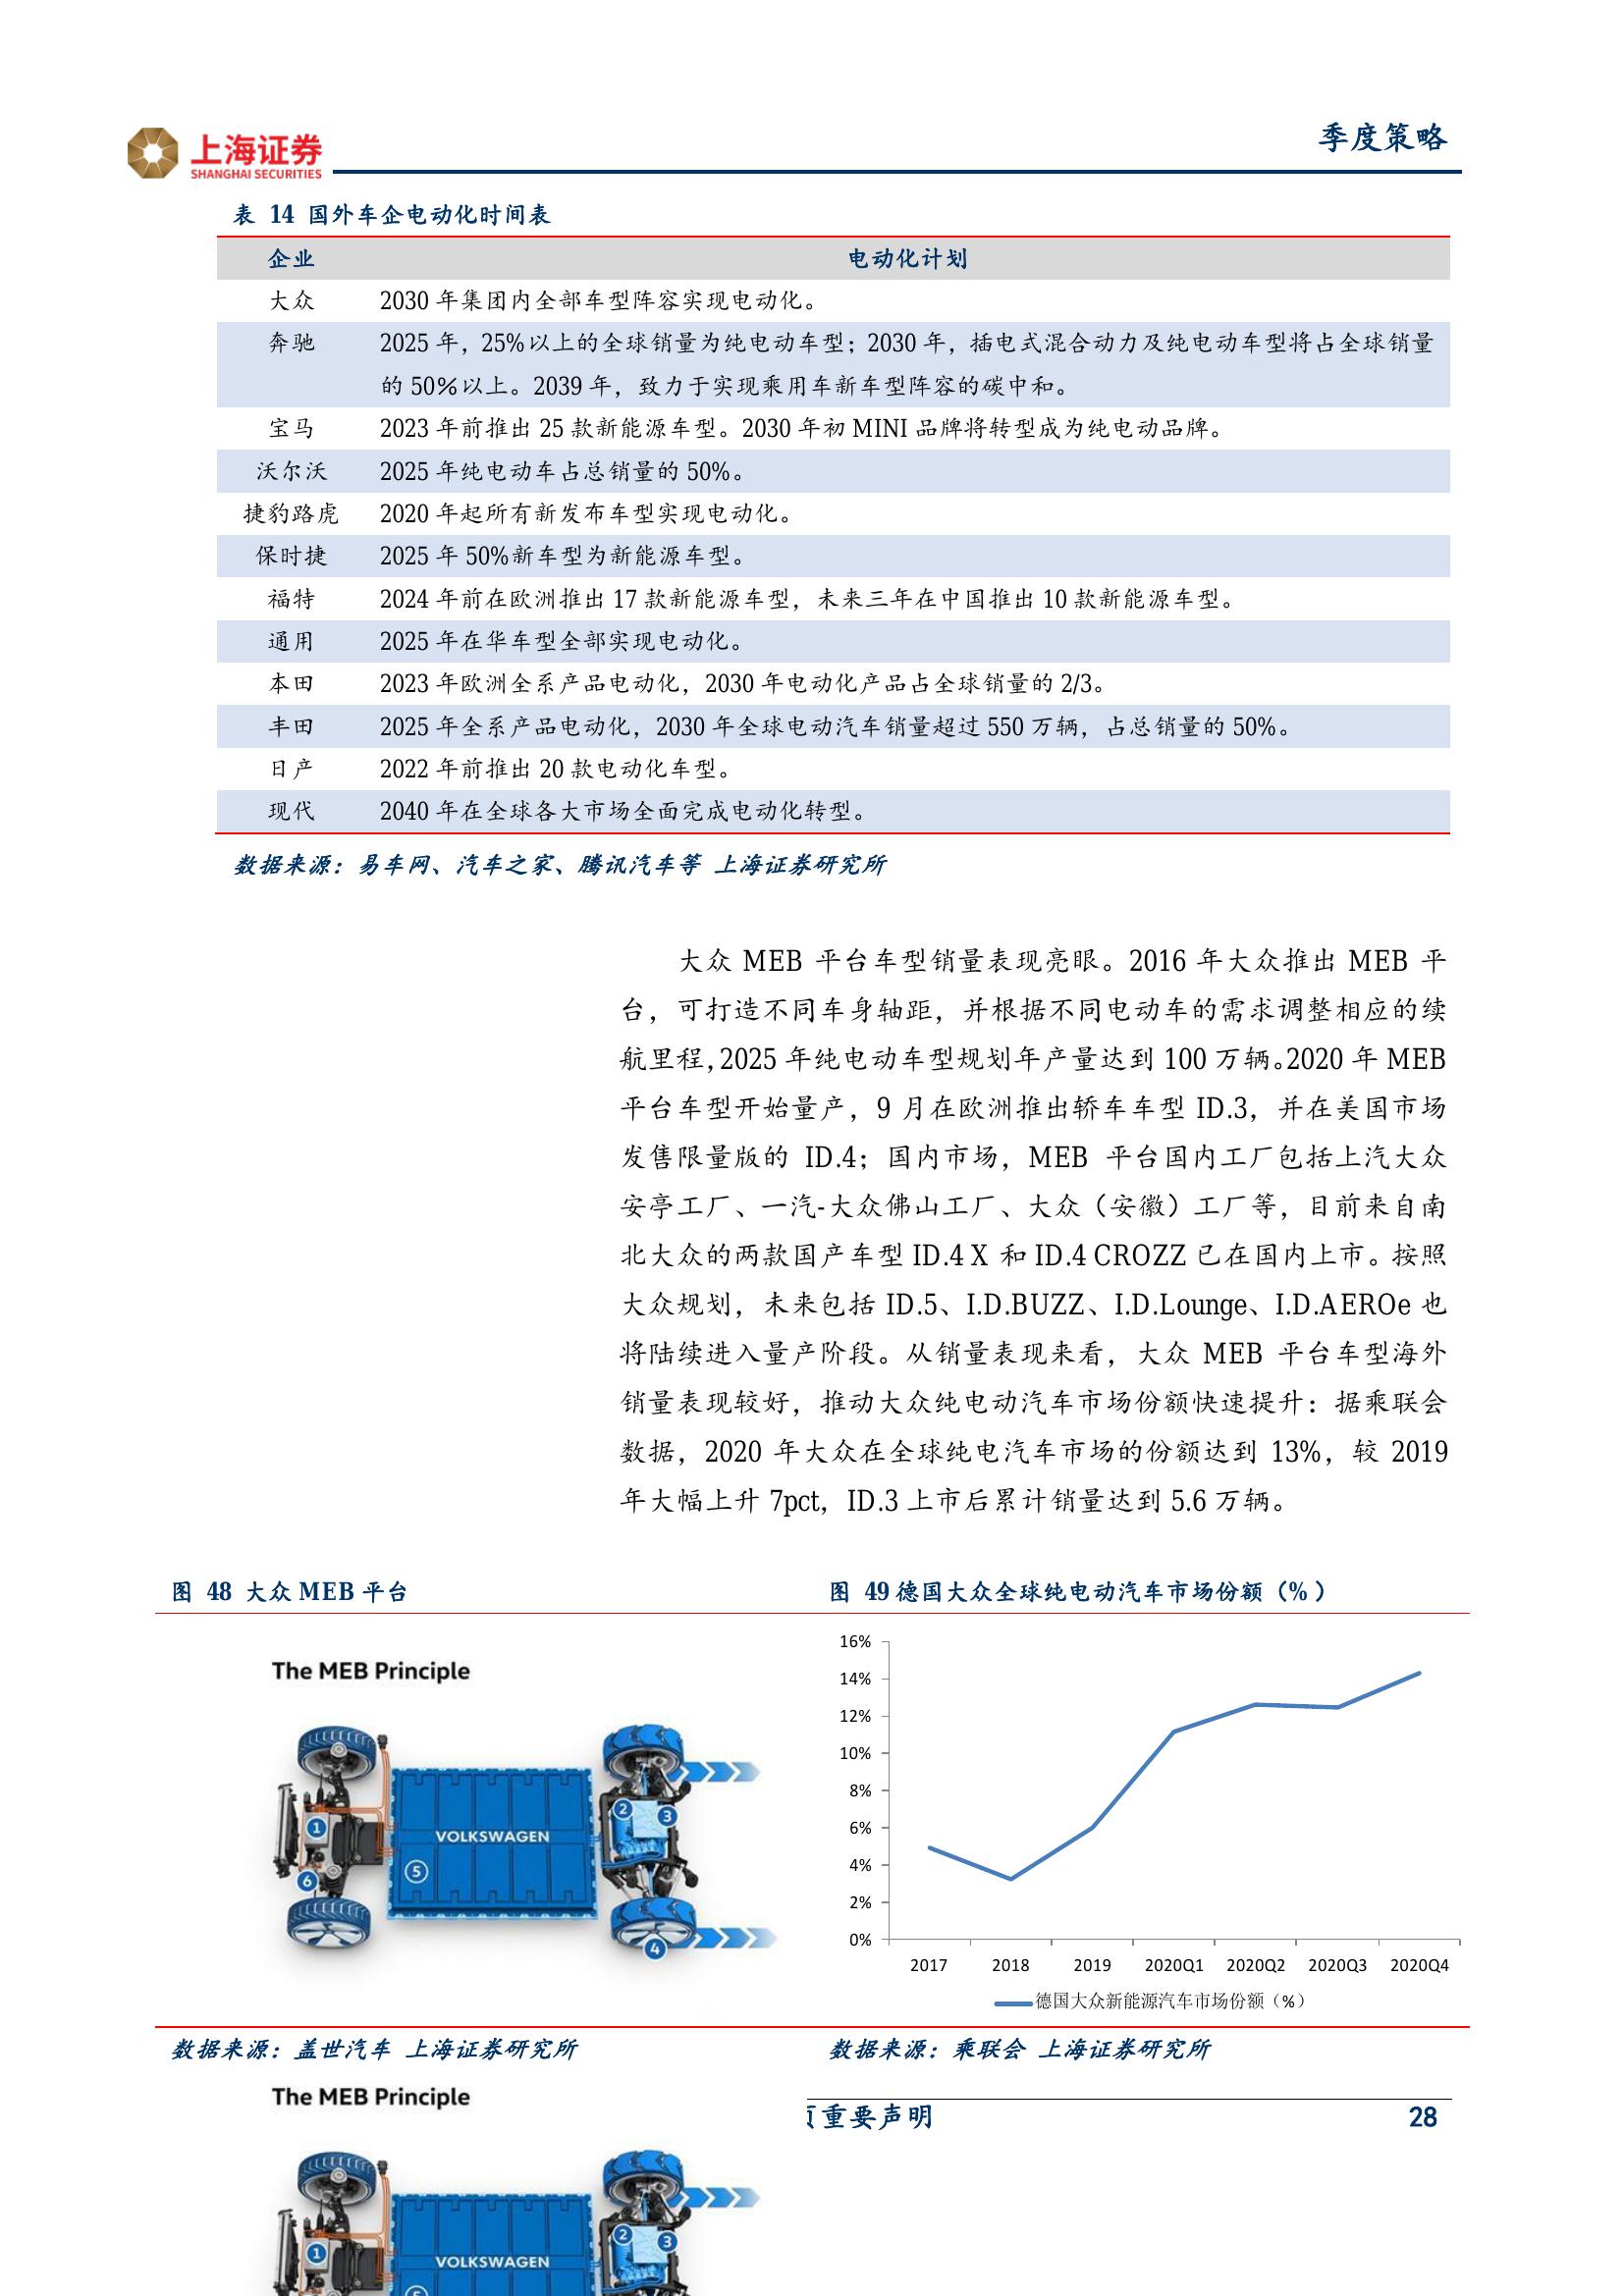 上海证券
SHANGHAI SECURITIES
季度策略
表 14 国外车企电动化时间表
企业 电动化计划
大众 2030 年集团内全部车型阵容实现电动化。
奔驰 2025 年，25%以上的全球销量为纯电动车型；2030 年，插电式混合动力及纯电动车型将占全球销量
的 50%以上。2039 年，致力于实现乘用车新车型阵容的碳中和。
宝马 2023 年前推出 25 款新能源车型。2030 年初 MINI 品牌将转型成为纯电动品牌。
沃尔沃 2025 年纯电动车占总销量的 50%。
捷豹路虎 2020 年起所有新发布车型实现电动化。
保时捷 2025 年 50%新车型为新能源车型。
福特 2024 年前在欧洲推出 17 款新能源车型，未来三年在中国推出 10 款新能源车型。
通用 2025 年在华车型全部实现电动化。
本田 2023 年欧洲全系产品电动化，2030 年电动化产品占全球销量的 2/3。
丰田 2025 年全系产品电动化，2030 年全球电动汽车销量超过 550 万辆，占总销量的 50%。
日产 2022 年前推出 20 款电动化车型。
现代 2040 年在全球各大市场全面完成电动化转型。
数据来源：易车网、汽车之家、腾讯汽车等 上海证券研究所
大众 MEB 平台车型销量表现亮眼。2016 年大众推出 MEB 平
台，可打造不同车身轴距，并根据不同电动车的需求调整相应的续
航里程，2025 年纯电动车型规划年产量达到 100 万辆。2020 年 MEB
平台车型开始量产，9 月在欧洲推出轿车车型 ID.3，并在美国市场
发售限量版的 ID.4；国内市场，MEB 平台国内工厂包括上汽大众
安亭工厂、一汽-大众佛山工厂、大众（安徽）工厂等，目前来自南
北大众的两款国产车型 ID.4 X 和 ID.4 CROZZ 已在国内上市。按照
大众规划，未来包括 ID.5、I.D.BUZZ、I.D.Lounge、I.D.AEROe 也
将陆续进入量产阶段。从销量表现来看，大众 MEB 平台车型海外
销量表现较好，推动大众纯电动汽车市场份额快速提升：据乘联会
数据，2020 年大众在全球纯电汽车市场的份额达到 13%，较 2019
年大幅上升 7pct，ID.3 上市后累计销量达到 5.6 万辆。
图 48 大众 MEB 平台
The MEB Principle
VOLKSWAGEN
1
2
3
4
5
6
图 49 德国大众全球纯电动汽车市场份额（%）
16%
14%
12%
10%
8%
6%
4%
2%
0%
2017 2018 2019 2020Q1 2020Q2 2020Q3 2020Q4
德国大众新能源汽车市场份额（%）
数据来源：盖世汽车 上海证券研究所
数据来源：乘联会 上海证券研究所
The MEB Principle
重要声明
28
VOLKSWAGEN
1
2
3